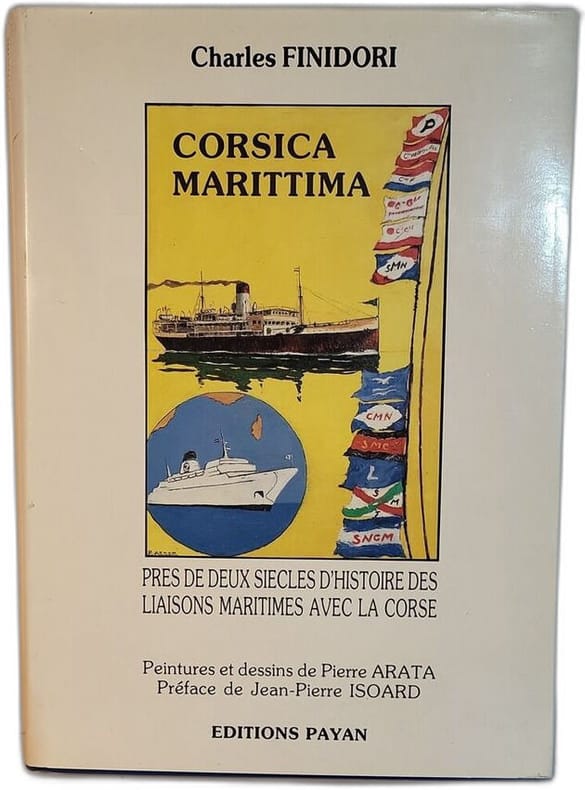 Charles FINIDORI
CORSICA
MARITTIMA
P
SMN
CMN
SMC
L
S
M
SNCM
PRES DE DEUX SIECLES D'HISTOIRE DES
LIAISONS MARITIMES AVEC LA CORSE
Peintures et dessins de Pierre ARATA
Préface de Jean-Pierre ISOARD
EDITIONS PAYAN